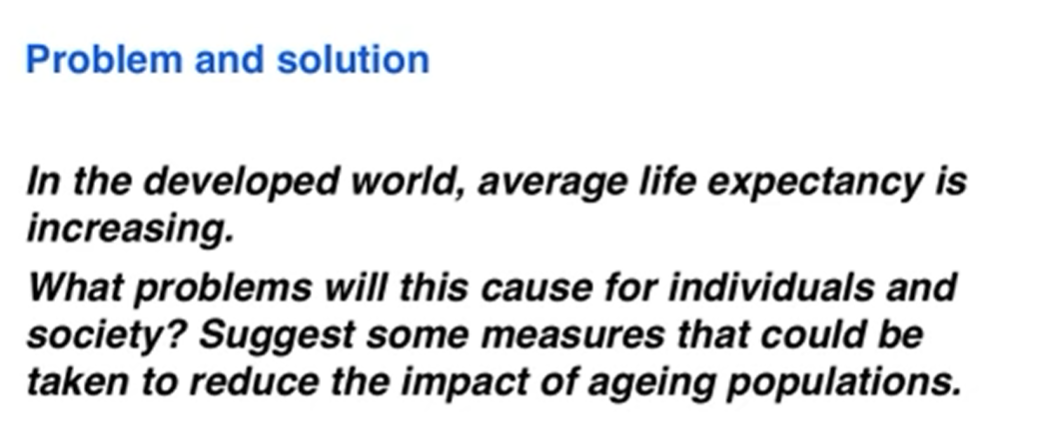 Problem and solution
In the developed world, average life expectancy is
increasing.
What problems will this cause for individuals and
society? Suggest some measures that could be
taken to reduce the impact of ageing populations.